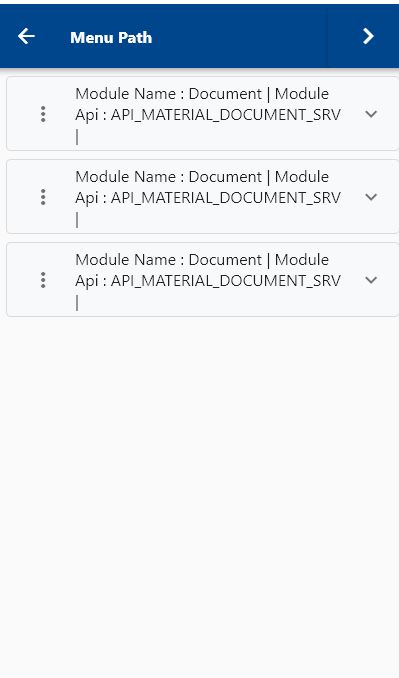 Menu Path
Module Name : Document | Module
Api : API_MATERIAL_DOCUMENT_SRV
|
Module Name : Document | Module
Api : API_MATERIAL_DOCUMENT_SRV
|
Module Name : Document | Module
Api : API_MATERIAL_DOCUMENT_SRV
|